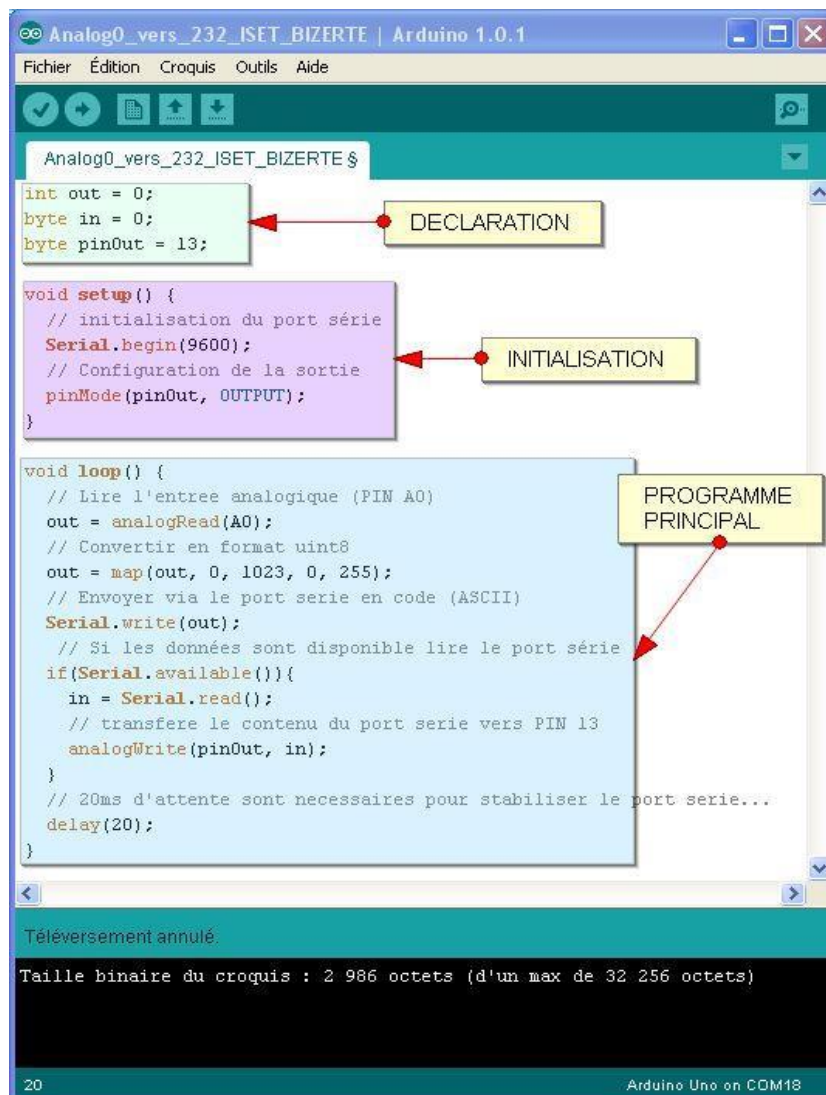 Analog0_vers_232_ISET_BIZERTE | Arduino 1.0.1
Fichier Édition Croquis Outils Aide
Analog0_vers_232_ISET_BIZERTE §
int out = 0;
byte in = 0;
byte pinOut = 13;
DECLARATION
void setup() {
// initialisation du port série
Serial.begin(9600);
// Configuration de la sortie
pinMode(pinOut, OUTPUT);
}
INITIALISATION
void loop() {
// Lire l'entree analogique (PIN A0)
out = analogRead(A0);
// Convertir en format uint8
out = map(out, 0, 1023, 0, 255);
// Envoyer via le port serie en code (ASCII)
Serial.write(out);
// Si les données sont disponible lire le port série
if(Serial.available()){
in = Serial.read();
// transfere le contenu du port serie vers PIN 13
analogWrite(pinOut, in);
}
// 20ms d'attente sont necessaires pour stabiliser le port serie...
delay(20);
}
PROGRAMME
PRINCIPAL
Téléversement annulé.
Taille binaire du croquis : 2 986 octets (d'un max de 32 256 octets)
20 Arduino Uno on COM18